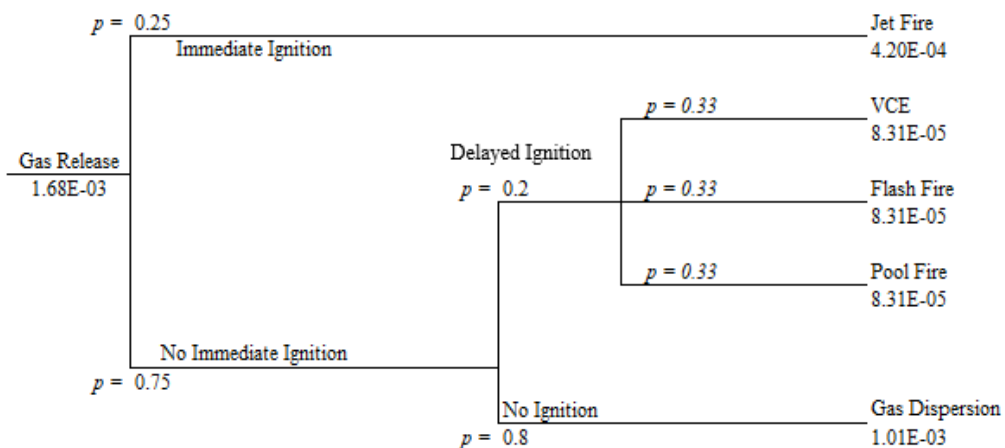 p = 0.25
Immediate Ignition
Jet Fire
4.20E-04
p = 0.33
VCE
8.31E-05
Delayed Ignition
Gas Release
1.68E-03
p = 0.2
p = 0.33
Flash Fire
8.31E-05
p = 0.33
Pool Fire
8.31E-05
No Immediate Ignition
p = 0.75
No Ignition
p = 0.8
Gas Dispersion
1.01E-03